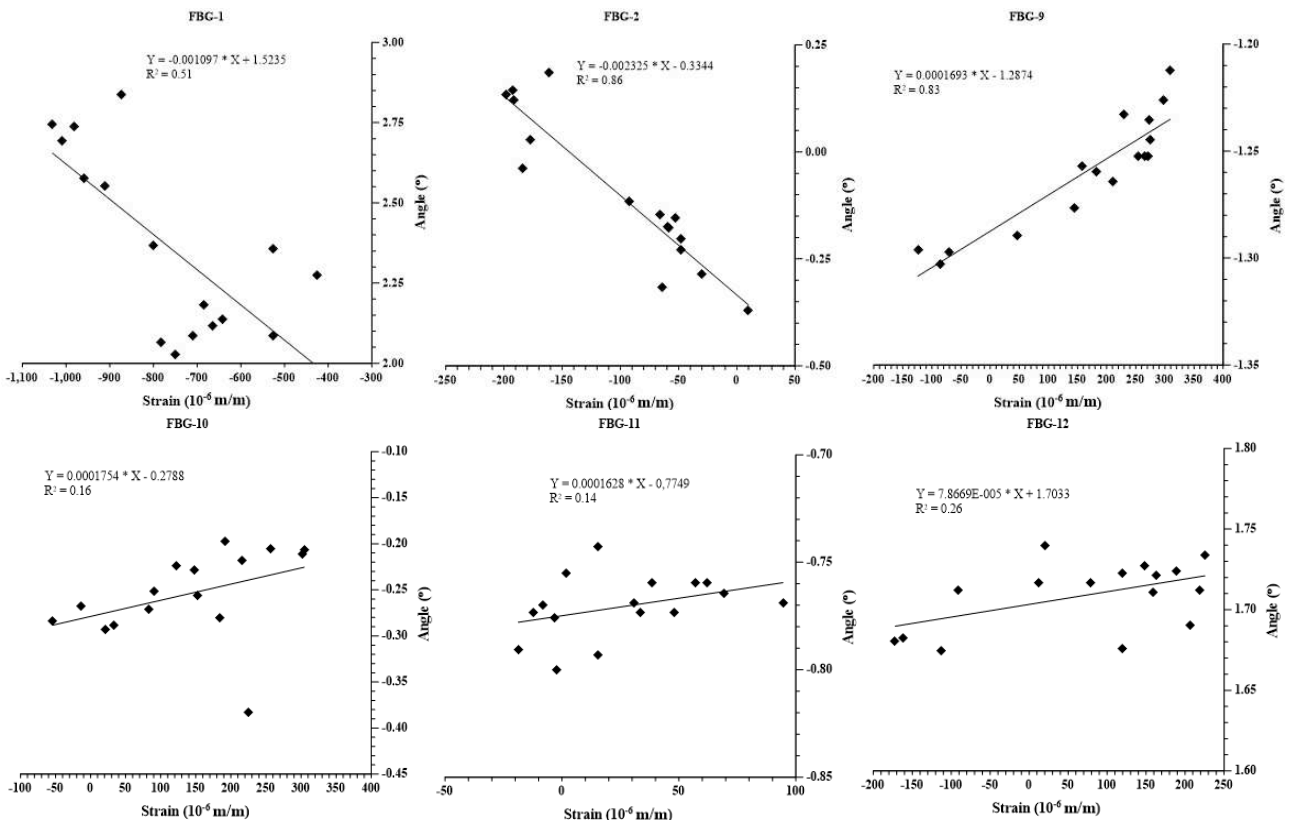 FBG-1
Y = -0.001097 * X + 1.5235
R² = 0.51
3.00
2.75
2.50
2.25
2.00
Angle (º)
-1,100 -1,000 -900 -800 -700 -600 -500 -400 -300
Strain (10⁻⁶ m/m)
FBG-2
Y = -0.002325 * X - 0.3344
R² = 0.86
0.25
0.00
-0.25
-0.50
Angle (º)
-250 -200 -150 -100 -50 0 50
Strain (10⁻⁶ m/m)
FBG-9
Y = 0.0001693 * X - 1.2874
R² = 0.83
-1.20
-1.25
-1.30
-1.35
Angle (º)
-200 -150 -100 -50 0 50 100 150 200 250 300 350 400
Strain (10⁻⁶ m/m)
FBG-10
Y = 0.0001754 * X - 0.2788
R² = 0.16
-0.10
-0.15
-0.20
-0.25
-0.30
-0.35
-0.40
-0.45
Angle (º)
-100 -50 0 50 100 150 200 250 300 350 400
Strain (10⁻⁶ m/m)
FBG-11
Y = 0.0001628 * X - 0,7749
R² = 0.14
-0.70
-0.75
-0.80
-0.85
Angle (º)
-50 0 50 100
Strain (10⁻⁶ m/m)
FBG-12
Y = 7.8669E-005 * X + 1.7033
R² = 0.26
1.80
1.75
1.70
1.65
1.60
Angle (º)
-200 -150 -100 -50 0 50 100 150 200 250
Strain (10⁻⁶ m/m)